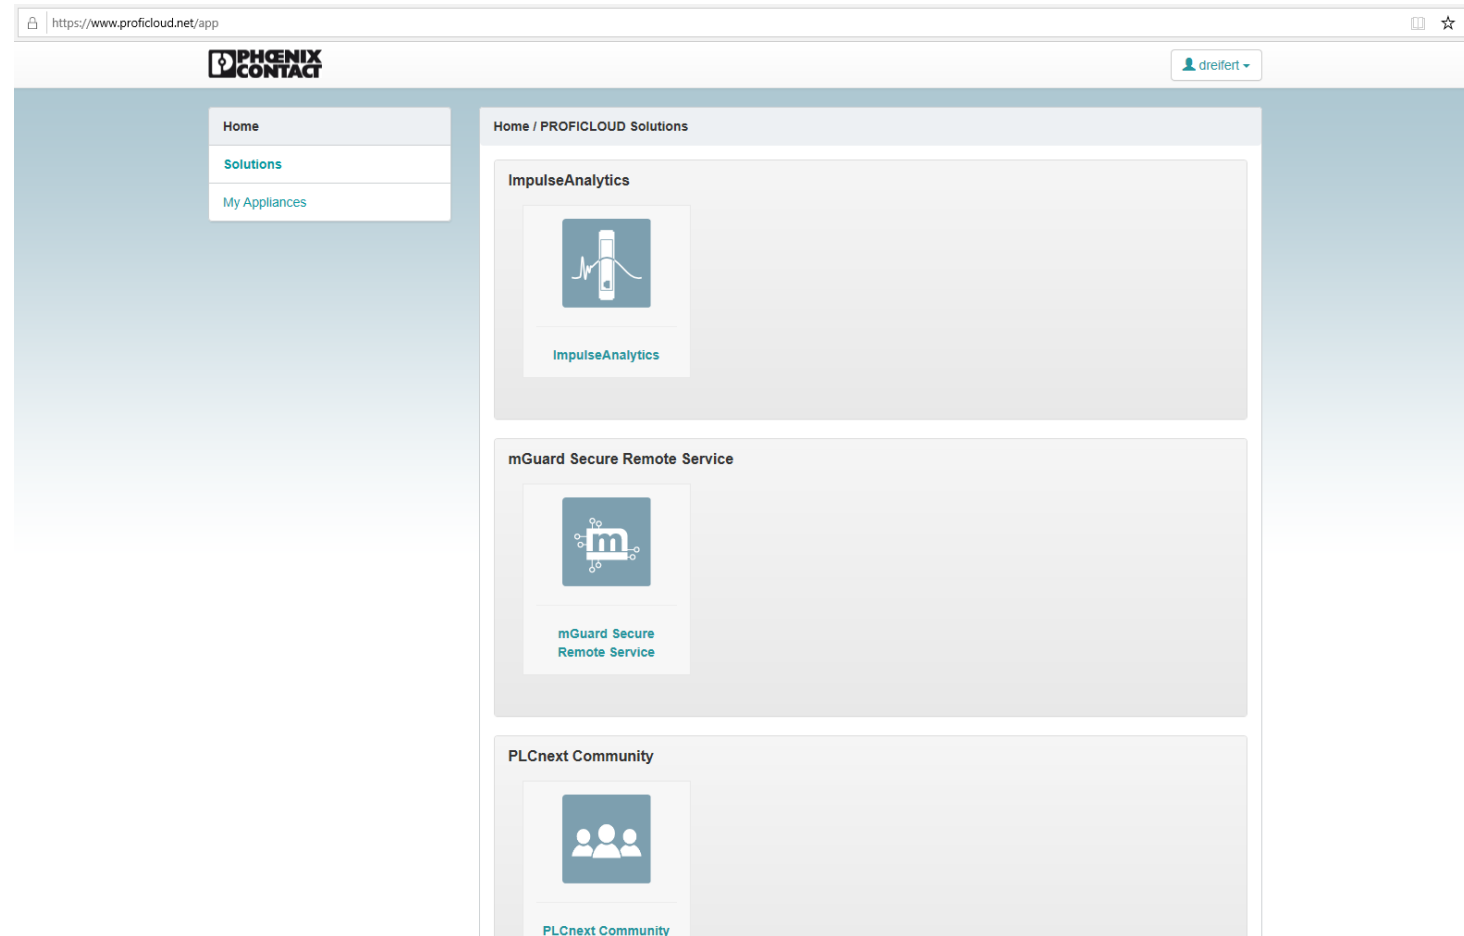 https://www.proficloud.net/app
PHŒNIX
CONTACT
dreifert
Home
Solutions
My Appliances
Home / PROFICLOUD Solutions
ImpulseAnalytics
ImpulseAnalytics
mGuard Secure Remote Service
m
mGuard Secure
Remote Service
PLCnext Community
PLCnext Community